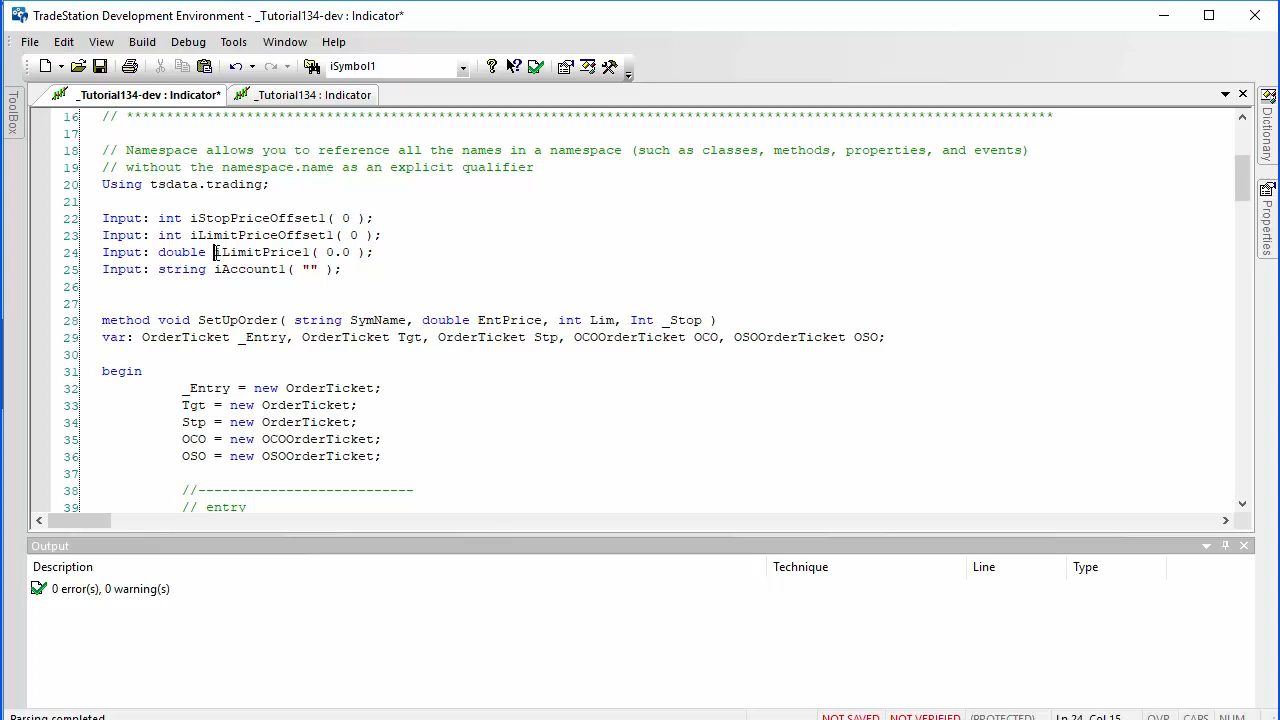 TradeStation Development Environment - _Tutorial134-dev : Indicator*
File Edit View Build Debug Tools Window Help
iSymbol1
ToolBox
_Tutorial134-dev : Indicator*
_Tutorial134 : Indicator
Dictionary
Properties
16 // ********************************************************************************************************************
17
18 // Namespace allows you to reference all the names in a namespace (such as classes, methods, properties, and events)
19 // without the namespace.name as an explicit qualifier
20 Using tsdata.trading;
21
22 Input: int iStopPriceOffset1( 0 );
23 Input: int iLimitPriceOffset1( 0 );
24 Input: double iLimitPrice1( 0.0 );
25 Input: string iAccount1( "" );
26
27
28 method void SetUpOrder( string SymName, double EntPrice, int Lim, Int _Stop )
29 var: OrderTicket _Entry, OrderTicket Tgt, OrderTicket Stp, OCOOrderTicket OCO, OSOOrderTicket OSO;
30
31 begin
32 _Entry = new OrderTicket;
33 Tgt = new OrderTicket;
34 Stp = new OrderTicket;
35 OCO = new OCOOrderTicket;
36 OSO = new OSOOrderTicket;
37
38 //---------------------------
39 // entry
Output
Description Technique Line Type
0 error(s), 0 warning(s)
Parsing completed NOT SAVED NOT VERIFIED (PROTECTED) Ln 24, Col 15 OVR CAPS NUM